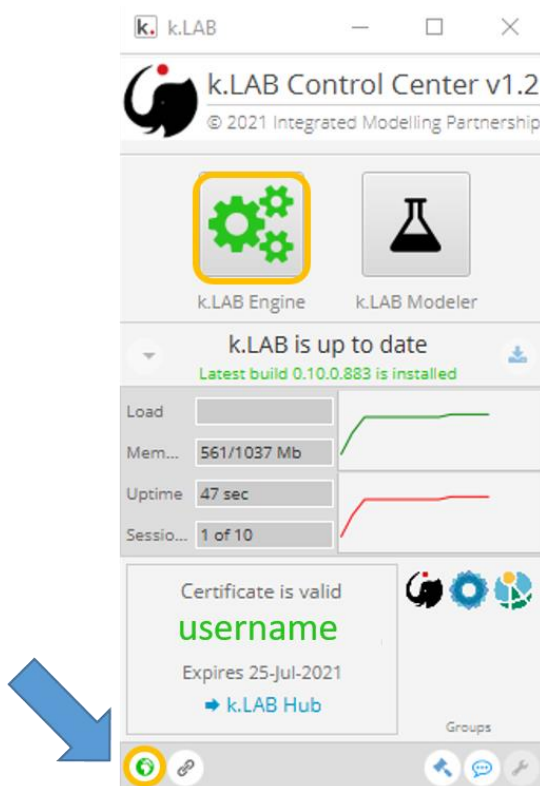 k. k.LAB
k.LAB Control Center v1.2
© 2021 Integrated Modelling Partnership
k.LAB Engine k.LAB Modeler
k.LAB is up to date
Latest build 0.10.0.883 is installed
Load
Mem... 561/1037 Mb
Uptime 47 sec
Sessio... 1 of 10
Certificate is valid
username
Expires 25-Jul-2021
k.LAB Hub
Groups